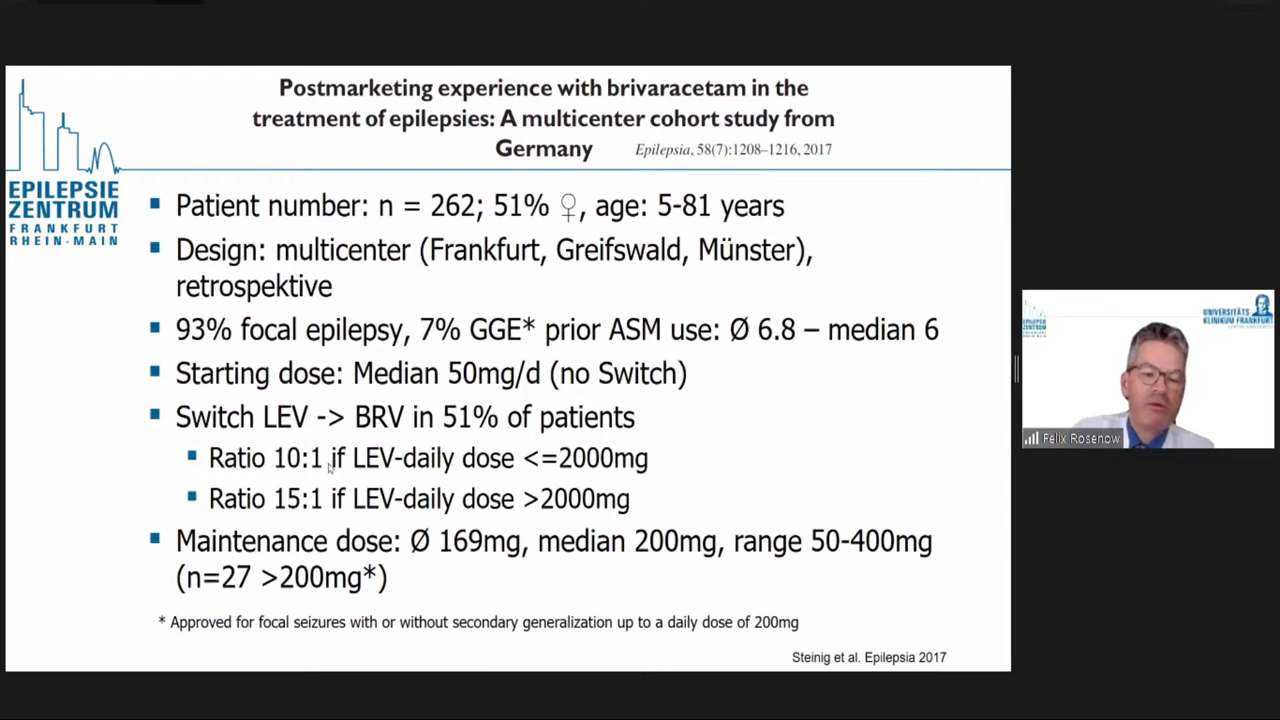 Postmarketing experience with brivaracetam in the
treatment of epilepsies: A multicenter cohort study from
Germany Epilepsia, 58(7):1208–1216, 2017
EPILEPSIE
ZENTRUM
FRANKFURT
RHEIN-MAIN
▪ Patient number: n = 262; 51% ♀, age: 5-81 years
▪ Design: multicenter (Frankfurt, Greifswald, Münster),
retrospektive
▪ 93% focal epilepsy, 7% GGE* prior ASM use: Ø 6.8 – median 6
▪ Starting dose: Median 50mg/d (no Switch)
▪ Switch LEV -> BRV in 51% of patients
▪ Ratio 10:1 if LEV-daily dose <=2000mg
▪ Ratio 15:1 if LEV-daily dose >2000mg
▪ Maintenance dose: Ø 169mg, median 200mg, range 50-400mg
(n=27 >200mg*)
* Approved for focal seizures with or without secondary generalization up to a daily dose of 200mg
Steinig et al. Epilepsia 2017
EPILEPSIE
ZENTRUM
UNIVERSITÄTS
KLINIKUM FRANKFURT
Felix Rosenow